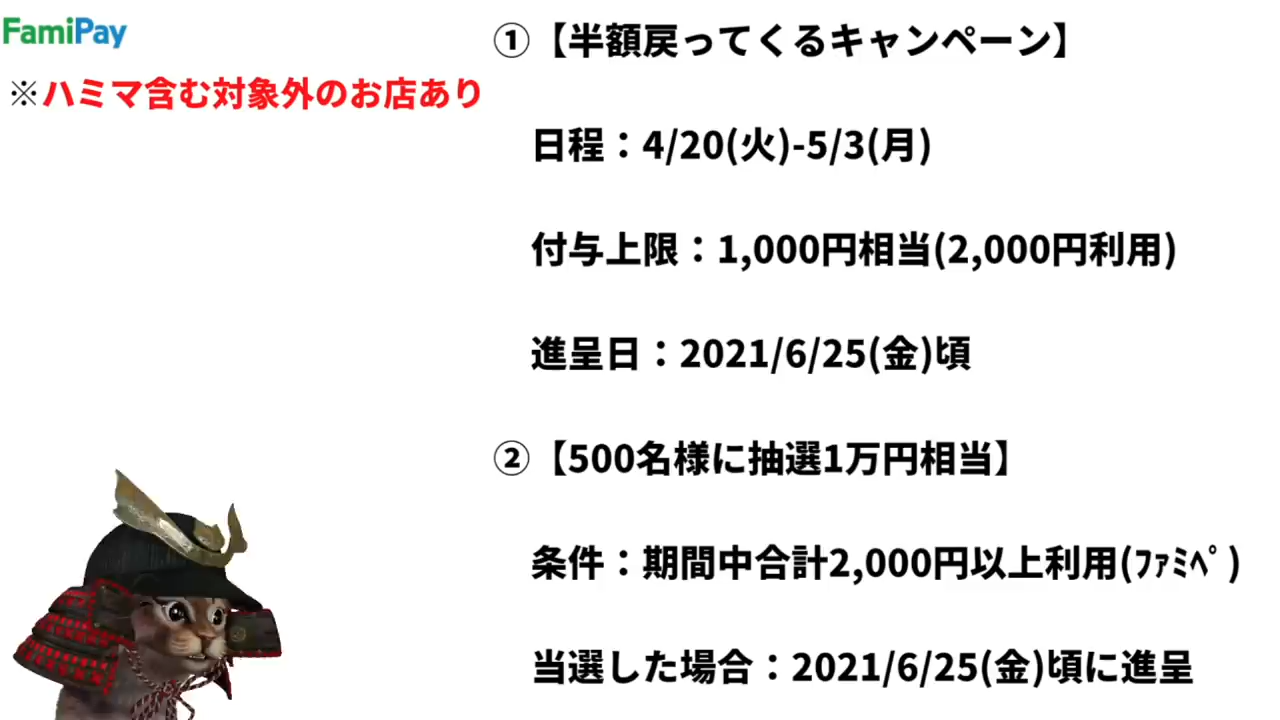 FamiPay
※ハミマ含む対象外のお店あり
①【半額戻ってくるキャンペーン】
日程：4/20(火)-5/3(月)
付与上限：1,000円相当(2,000円利用)
進呈日：2021/6/25(金)頃
②【500名様に抽選1万円相当】
条件：期間中合計2,000円以上利用(ﾌｧﾐﾍﾟ)
当選した場合：2021/6/25(金)頃に進呈